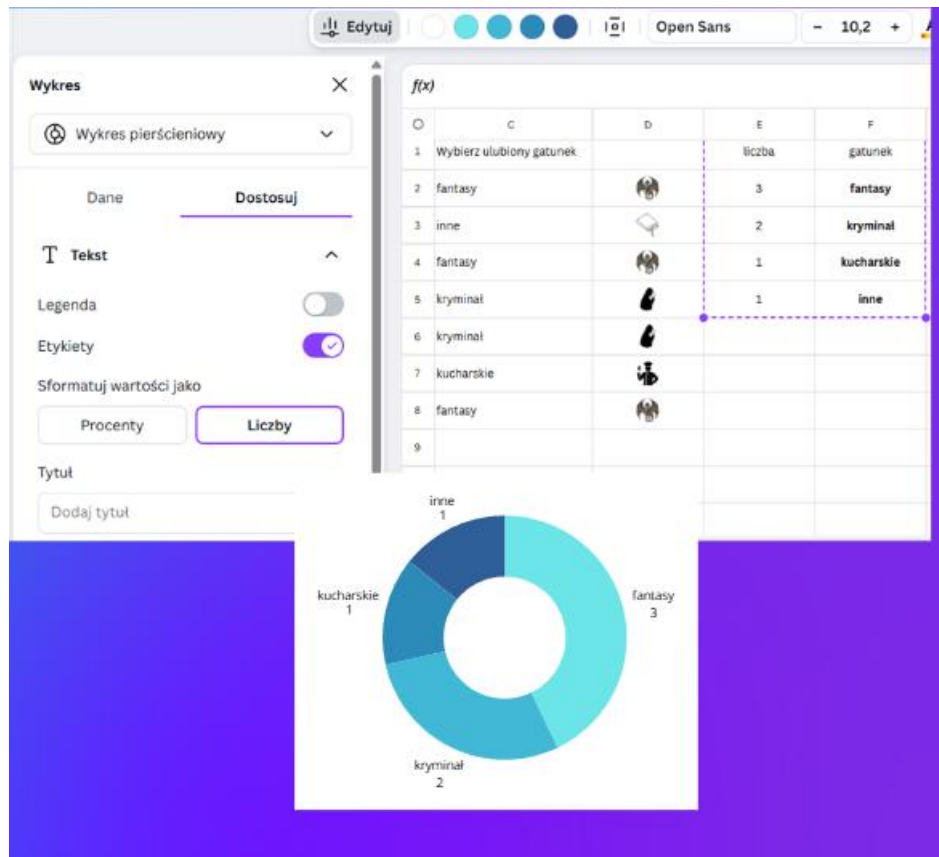 Edytuj Open Sans – 10,2 + A
Wykres
f(x)
Wykres pierścieniowy
C D E F
1 Wybierz ulubiony gatunek liczba gatunek
Dane Dostosuj
2 fantasy 3 fantasy
3 inne 2 kryminał
T Tekst
4 fantasy 1 kucharskie
Legenda
5 kryminał 1 inne
Etykiety
6 kryminał
Sformatuj wartości jako
7 kucharskie
Procenty Liczby
8 fantasy
9
Tytuł
Dodaj tytuł
inne
1
kucharskie
1
fantasy
3
kryminał
2